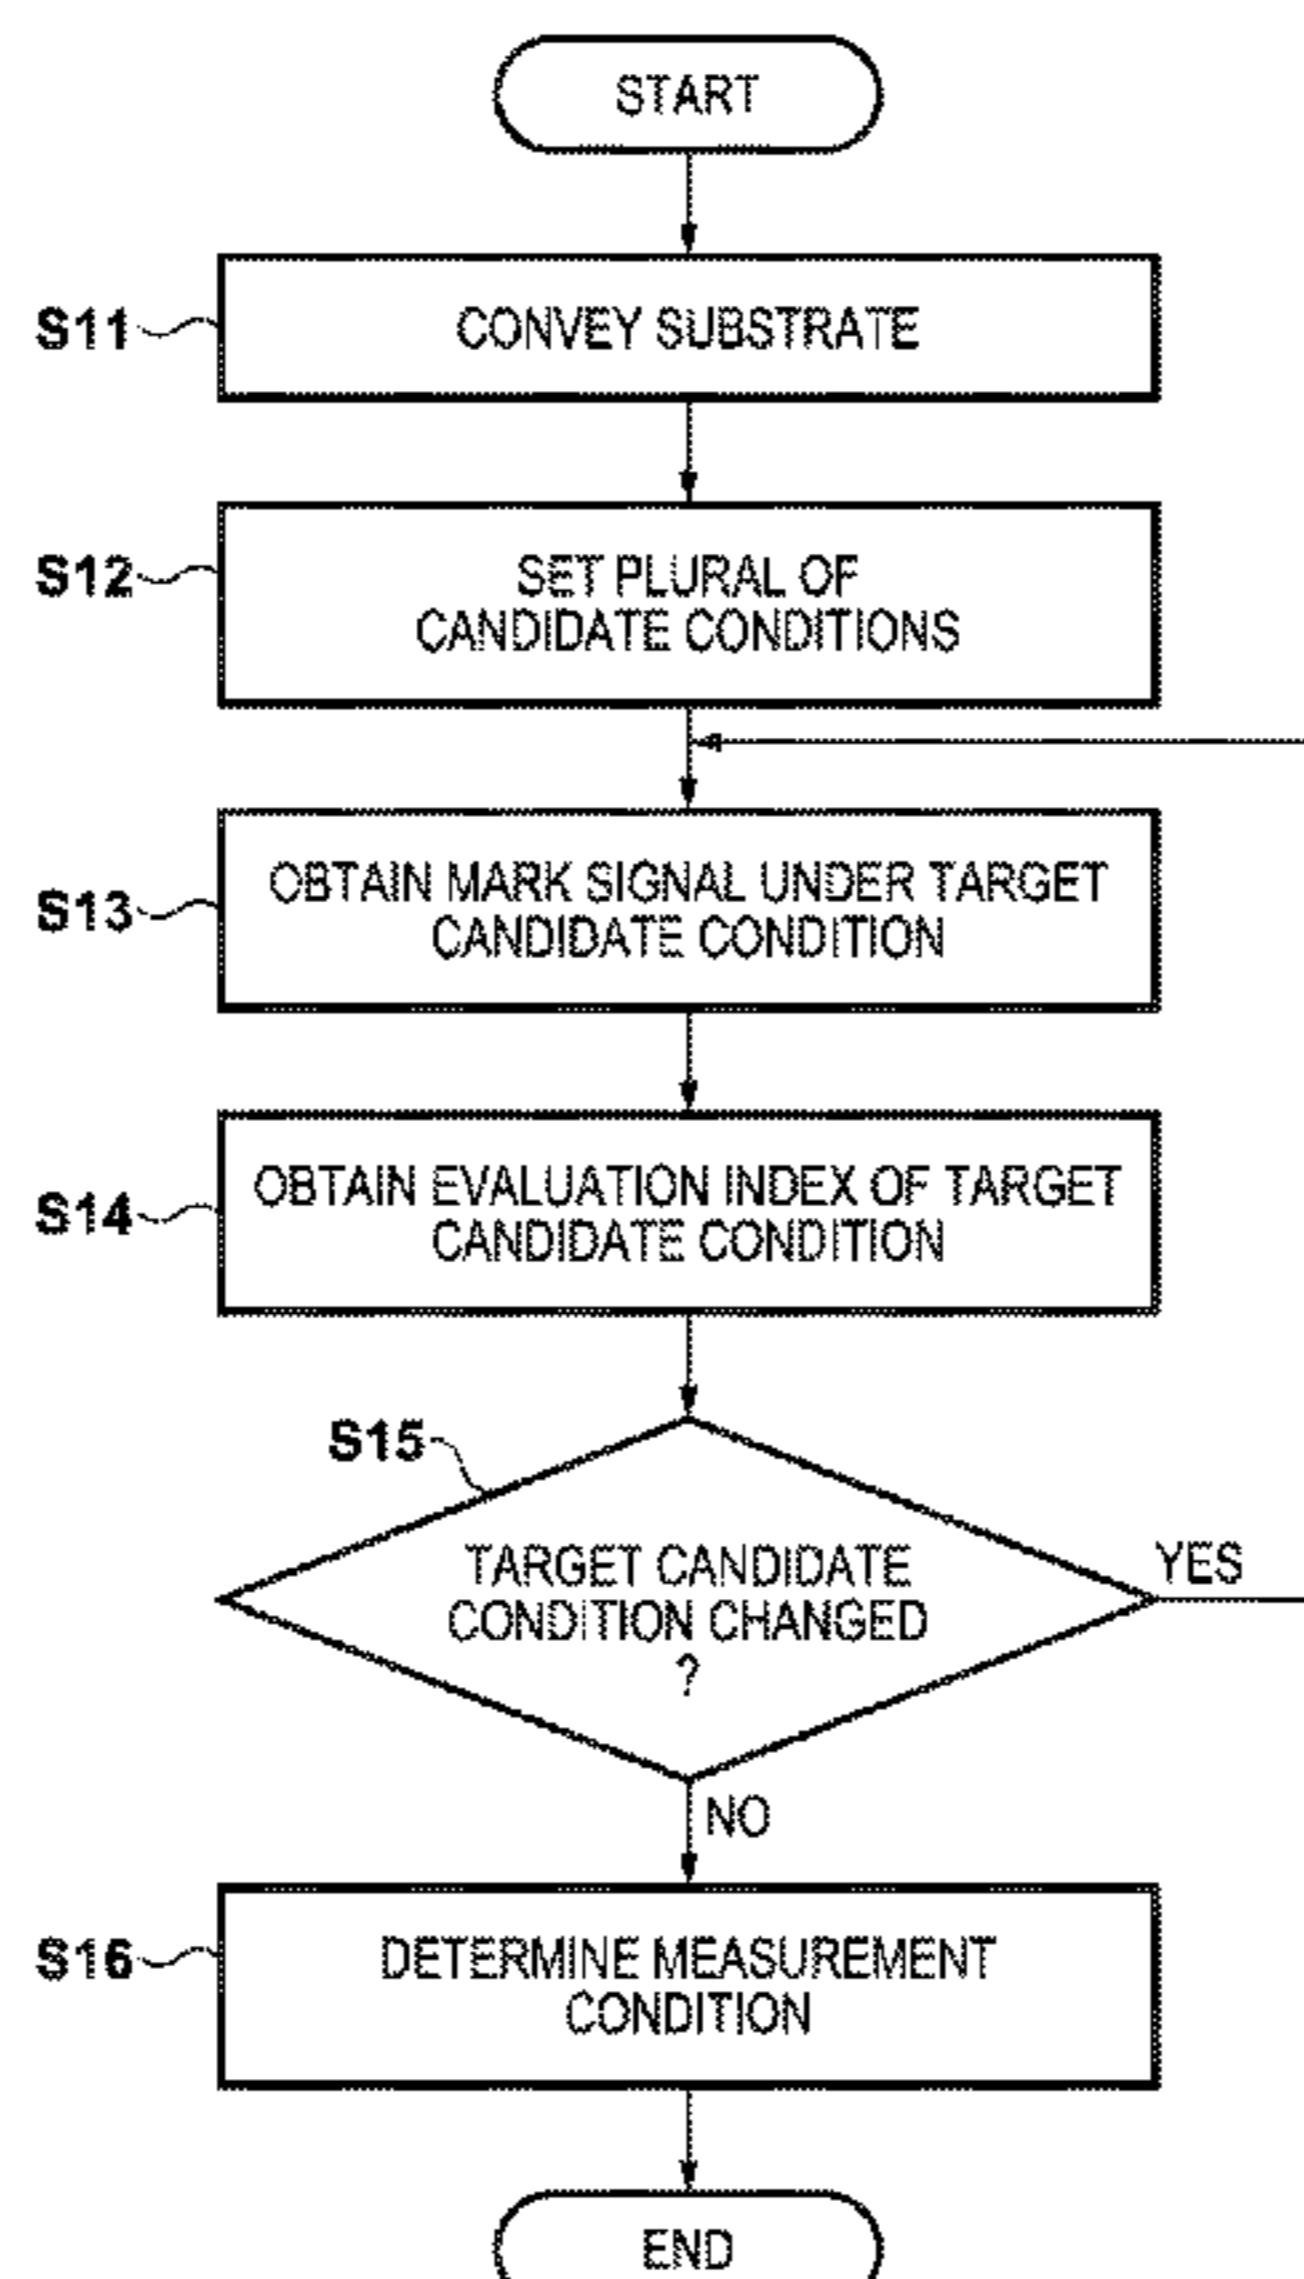 START
S11
CONVEY SUBSTRATE
S12
SET PLURAL OF
CANDIDATE CONDITIONS
S13
OBTAIN MARK SIGNAL UNDER TARGET
CANDIDATE CONDITION
S14
OBTAIN EVALUATION INDEX OF TARGET
CANDIDATE CONDITION
S15
TARGET CANDIDATE
CONDITION CHANGED
?
YES
NO
S16
DETERMINE MEASUREMENT
CONDITION
END